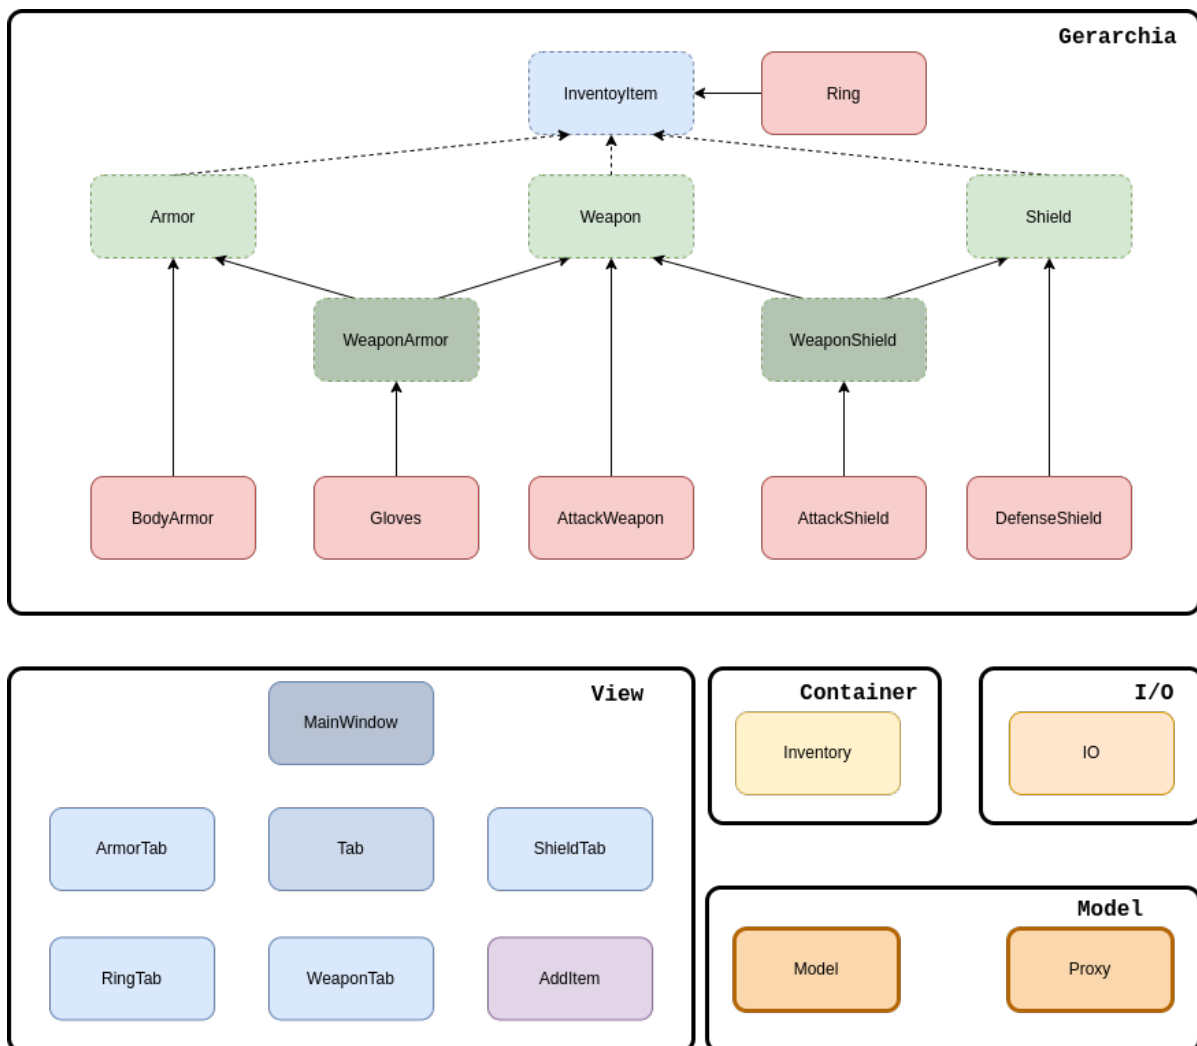 Gerarchia
InventoyItem
Ring
Armor
Weapon
Shield
WeaponArmor
WeaponShield
BodyArmor
Gloves
AttackWeapon
AttackShield
DefenseShield
View
MainWindow
ArmorTab
Tab
ShieldTab
RingTab
WeaponTab
AddItem
Container
Inventory
I/O
IO
Model
Model
Proxy